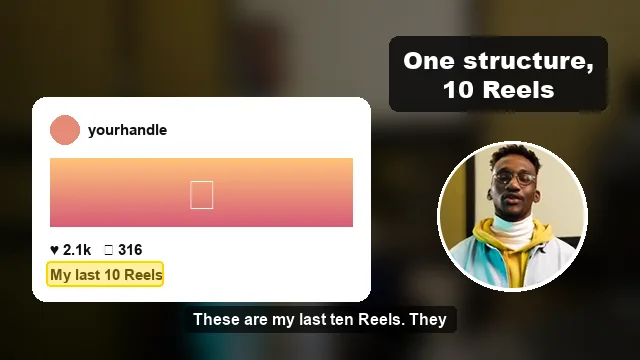 One structure,
10 Reels
yourhandle
♥ 2.1k 316
My last 10 Reels
These are my last ten Reels. They